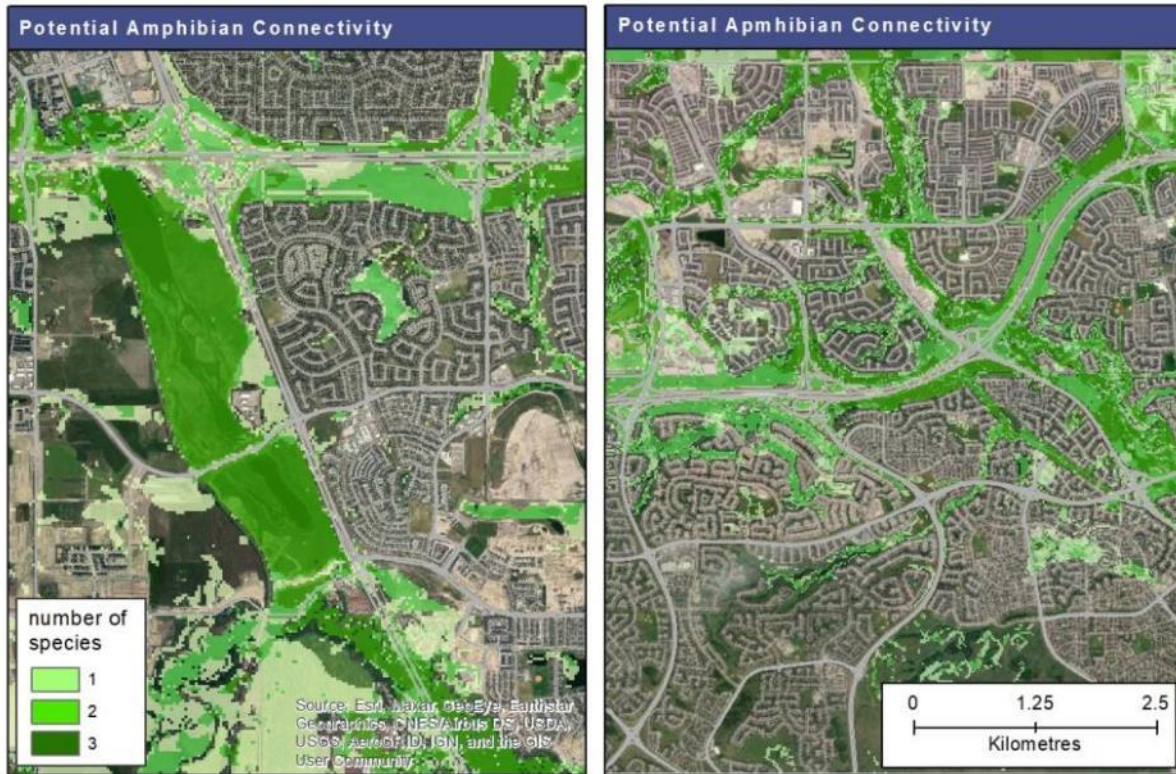 Potential Amphibian Connectivity
number of
species
1
2
3
Source: Esri, Maxar, GeoEye, Earthstar
Geographics, CNES/Airbus DS, USDA,
USGS, AeroGRID, IGN, and the GIS
User Community
Potential Apmhibian Connectivity
0 1.25 2.5
Kilometres